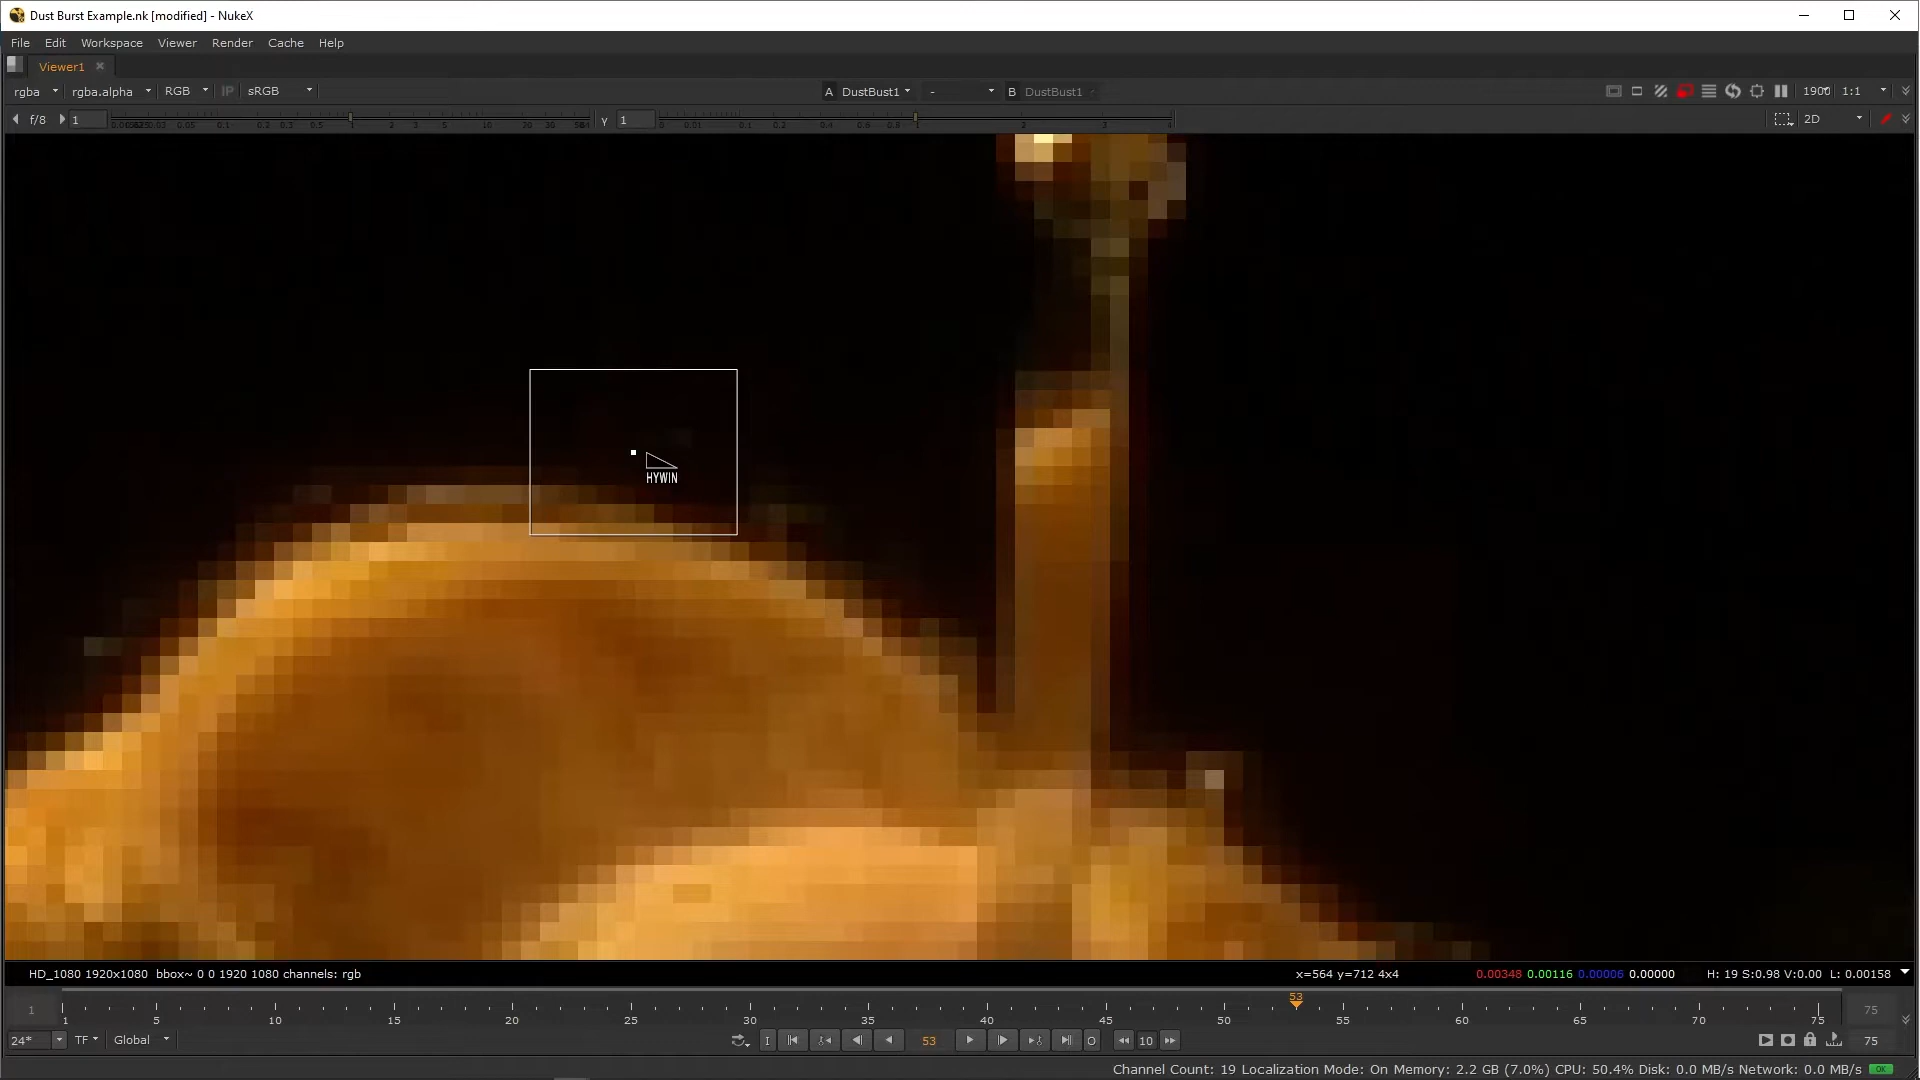 Dust Burst Example.nk [modified] - NukeX
File Edit Workspace Viewer Render Cache Help
Viewer1
rgba rgba.alpha RGB IP sRGB A DustBust1 - B DustBust1 - 1:1
f/8 1 y 1 2D
HYWIN
HD_1080 1920x1080 bbox~ 0 0 1920 1080 channels: rgb x=564 y=712 4x4 0.00348 0.00116 0.00006 0.00000 H: 19 S:0.98 V:0.00 L: 0.00158
53
1 75
1 5 10 15 20 25 30 35 40 45 50 55 60 65 70 75
24* TF Global I 53 O 10 75
Channel Count: 19 Localization Mode: On Memory: 2.2 GB (7.0%) CPU: 50.4% Disk: 0.0 MB/s Network: 0.0 MB/s OK